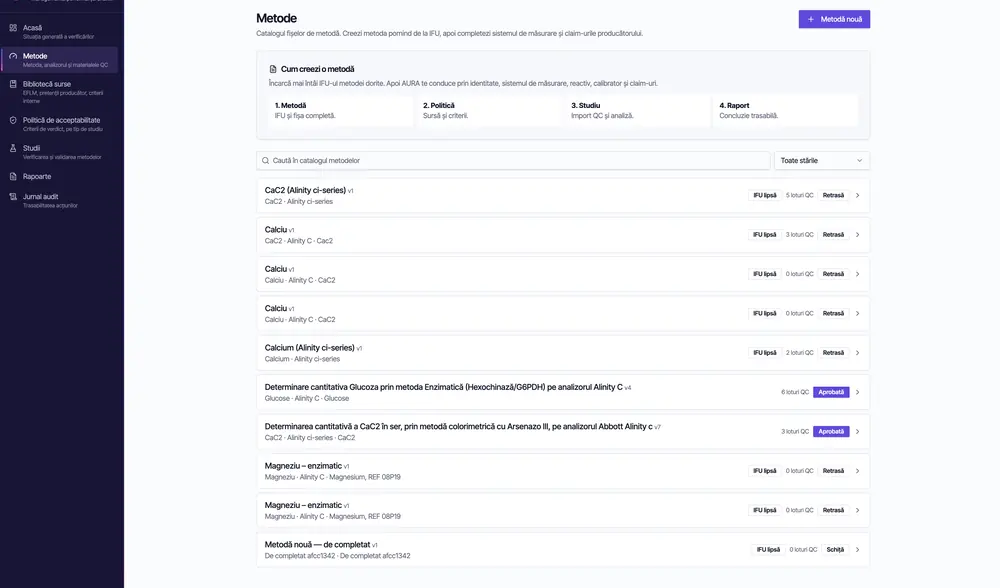 Acasă
Situația generală a verificărilor
Metode
Metoda, analizorul și materialele QC
Bibliotecă surse
EFLM, pretenții producător, criterii
interne
Politică de acceptabilitate
Criterii de verdict, pe tip de studiu
Studii
Verificarea și validarea metodelor
Rapoarte
Jurnal audit
Trasabilitatea acțiunilor
Metode
Catalogul fișelor de metodă. Creezi metoda pornind de la IFU, apoi completezi sistemul de măsurare și claim-urile producătorului.
+ Metodă nouă
Cum creezi o metodă
Încarcă mai întâi IFU-ul metodei dorite. Apoi AURA te conduce prin identitate, sistemul de măsurare, reactiv, calibrator și claim-uri.
1. Metodă
IFU și fișa completă.
2. Politică
Sursă și criterii.
3. Studiu
Import QC și analiză.
4. Raport
Concluzie trasabilă.
Caută în catalogul metodelor
Toate stările
CaC2 (Alinity ci-series) v1
CaC2 · Alinity ci-series
IFU lipsă 5 loturi QC Retrasă
Calciu v1
CaC2 · Alinity C · Cac2
IFU lipsă 3 loturi QC Retrasă
Calciu v1
Calciu · Alinity C · CaC2
IFU lipsă 0 loturi QC Retrasă
Calciu v1
Calciu · Alinity C · CaC2
IFU lipsă 0 loturi QC Retrasă
Calcium (Alinity ci-series) v1
Calcium · Alinity ci-series
IFU lipsă 2 loturi QC Retrasă
Determinare cantitativa Glucoza prin metoda Enzimatică (Hexochinază/G6PDH) pe analizorul Alinity C v4
Glucose · Alinity C · Glucose
6 loturi QC Aprobată
Determinarea cantitativă a CaC2 în ser, prin metodă colorimetrică cu Arsenazo III, pe analizorul Abbott Alinity c v7
CaC2 · Alinity ci-series · CaC2
3 loturi QC Aprobată
Magneziu – enzimatic v1
Magneziu · Alinity C · Magnesium, REF 08P19
IFU lipsă 0 loturi QC Retrasă
Magneziu – enzimatic v1
Magneziu · Alinity C · Magnesium, REF 08P19
IFU lipsă 0 loturi QC Retrasă
Metodă nouă — de completat v1
De completat afcc1342 · De completat afcc1342
IFU lipsă 0 loturi QC Schiță